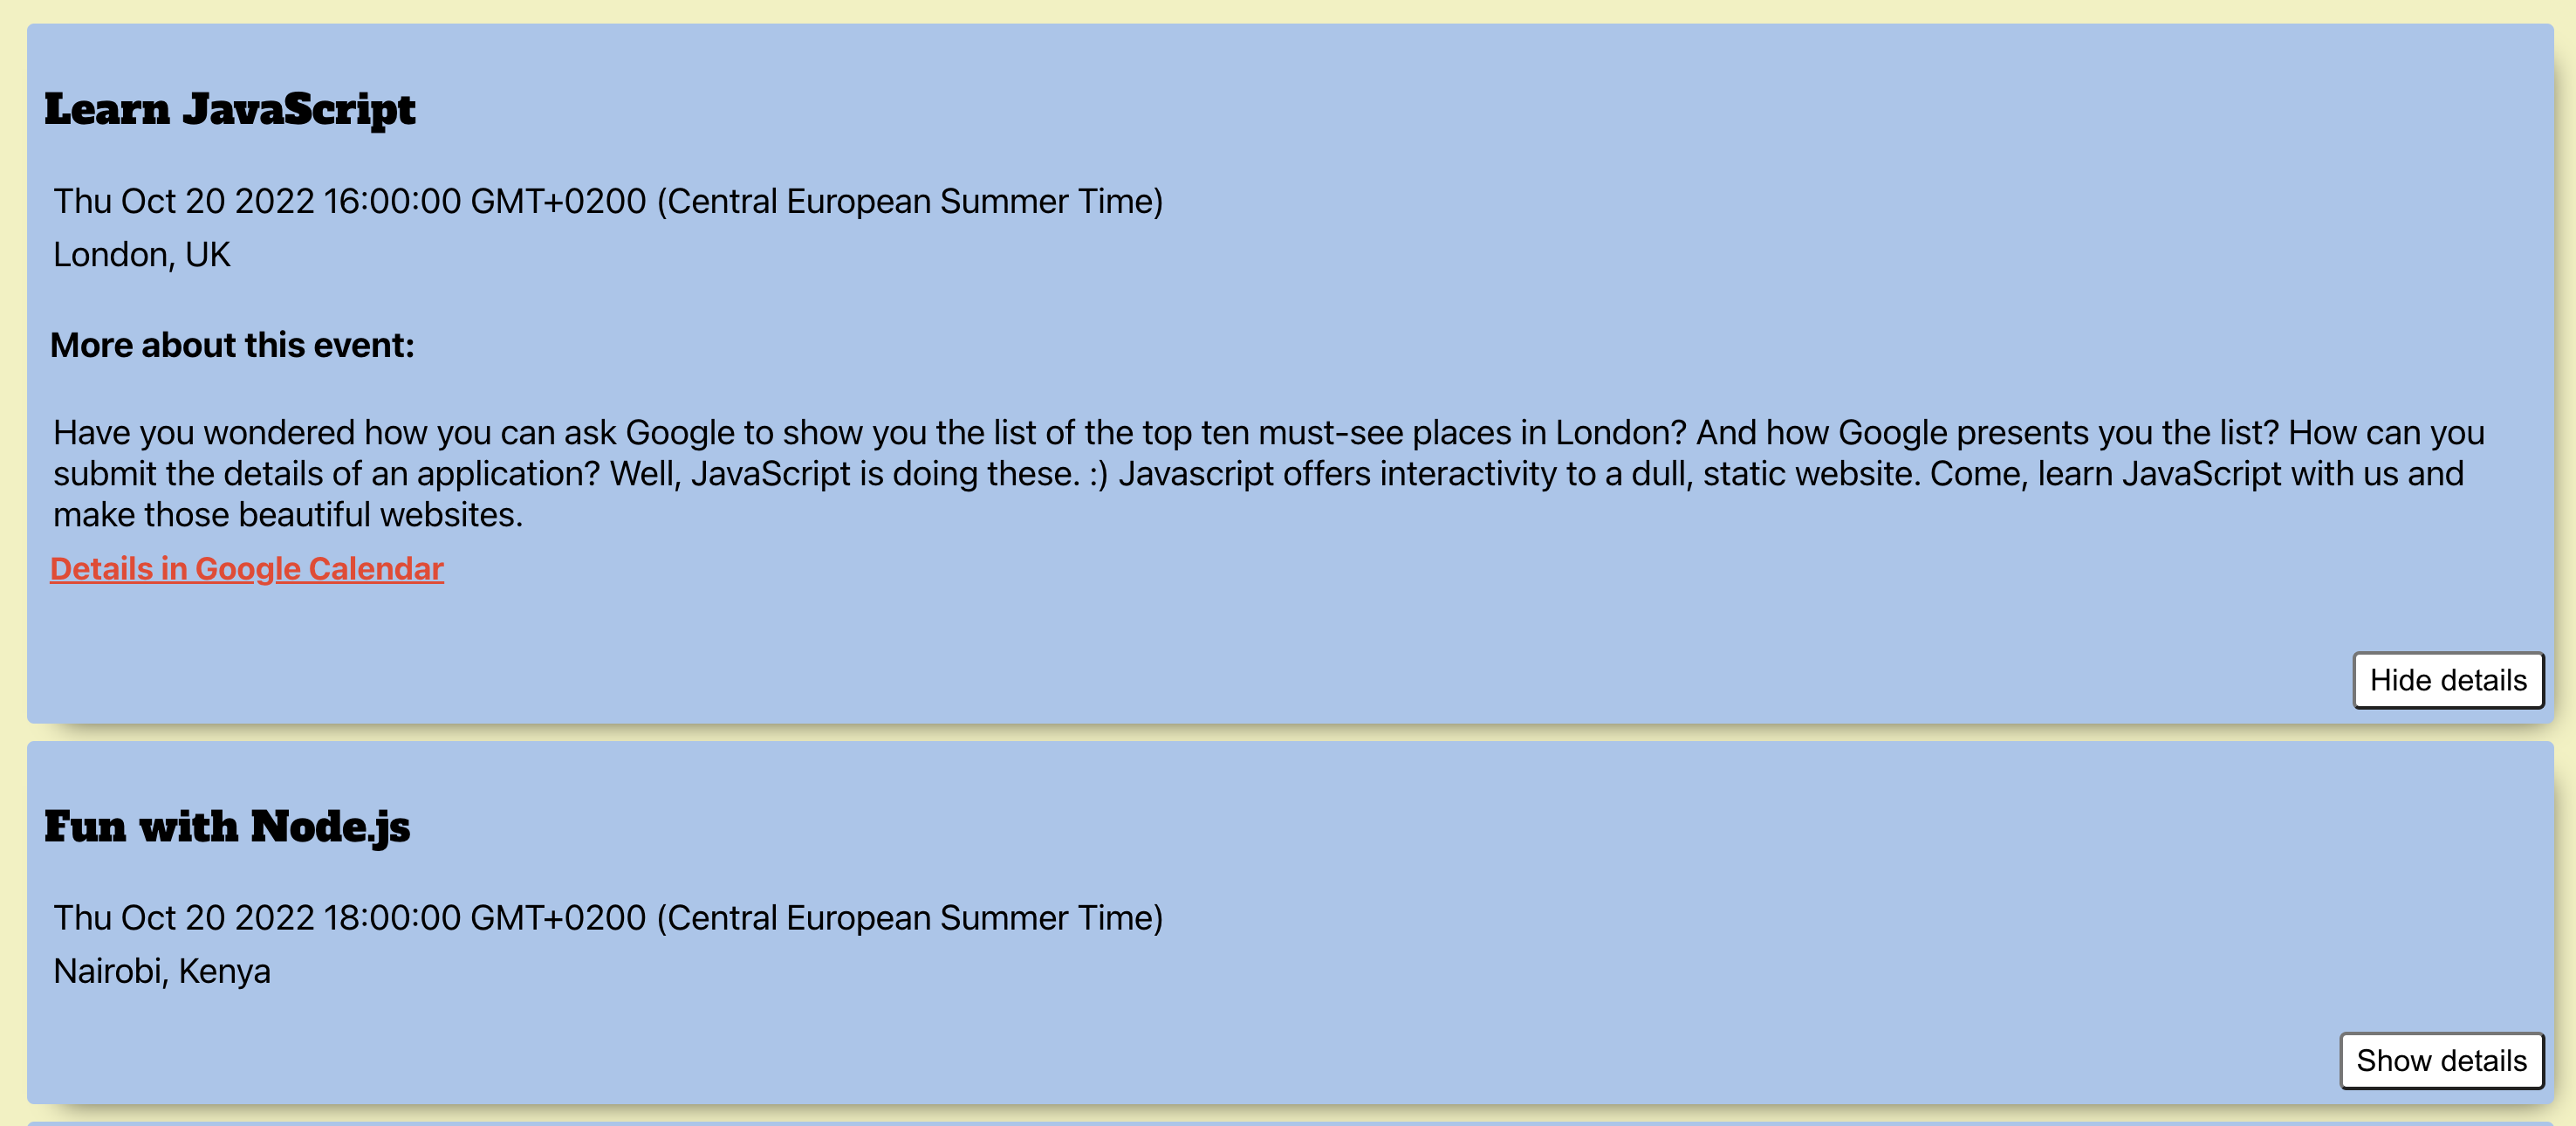 Learn JavaScript
Thu Oct 20 2022 16:00:00 GMT+0200 (Central European Summer Time)
London, UK
More about this event:
Have you wondered how you can ask Google to show you the list of the top ten must-see places in London? And how Google presents you the list? How can you
submit the details of an application? Well, JavaScript is doing these. :) Javascript offers interactivity to a dull, static website. Come, learn JavaScript with us and
make those beautiful websites.
Details in Google Calendar
Hide details
Fun with Node.js
Thu Oct 20 2022 18:00:00 GMT+0200 (Central European Summer Time)
Nairobi, Kenya
Show details